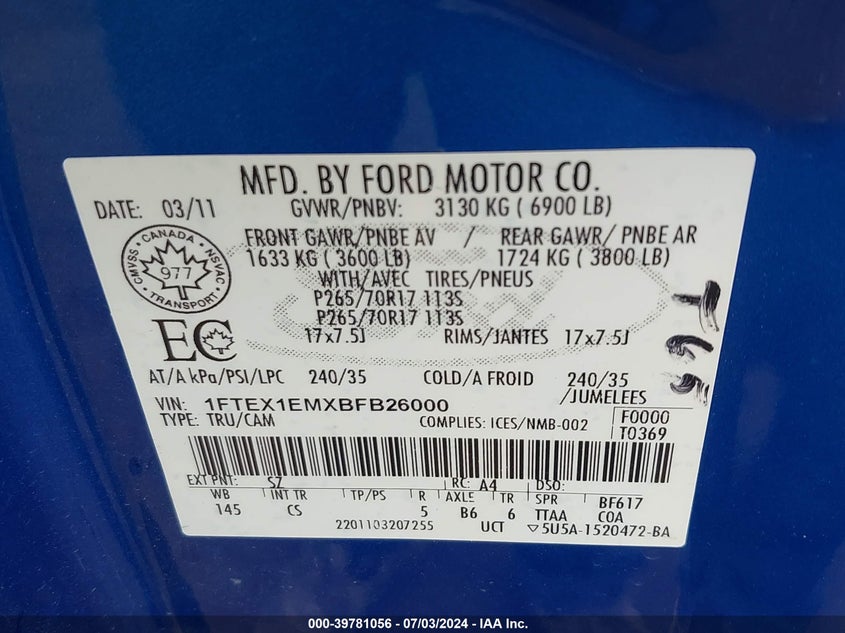 MFD. BY FORD MOTOR CO.
DATE: 03/11 GVWR/PNBV: 3130 KG ( 6900 LB)
FRONT GAWR/PNBE AV / REAR GAWR/ PNBE AR
1633 KG ( 3600 LB) 1724 KG ( 3800 LB)
WITH/AVEC TIRES/PNEUS
P265/70R17 113S
P265/70R17 113S
17x7.5J RIMS/JANTES 17x7.5J
CMVSS · CANADA · NSVAC
977
TRANSPORT
EC
AT/A kPa/PSI/LPC 240/35 COLD/A FROID 240/35
/JUMELEES
VIN: 1FTEX1EMXBFB26000
TYPE: TRU/CAM COMPLIES: ICES/NMB-002
F0000
T0369
EXT PNT: SZ RC: A4 DSO:
WB INT TR TP/PS R AXLE TR SPR BF617
145 CS 5 B6 6 TTAA COA
2201103207255 UCT ▽5U5A-1520472-BA
000-39781056 / 07/03/2024 - IAA Inc.